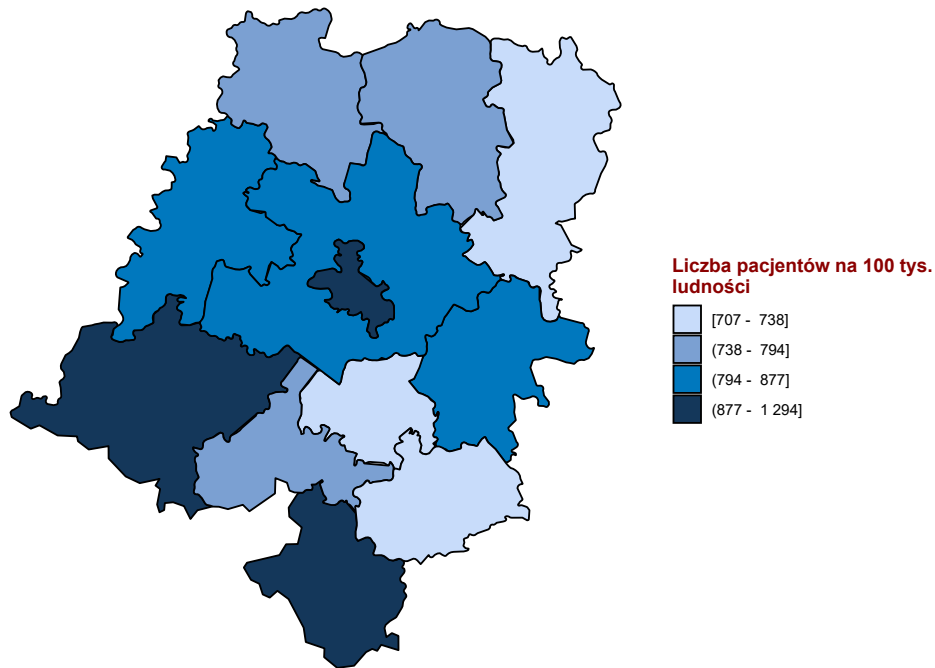 Liczba pacjentów na 100 tys.
ludności
[707 - 738]
(738 - 794]
(794 - 877]
(877 - 1 294]